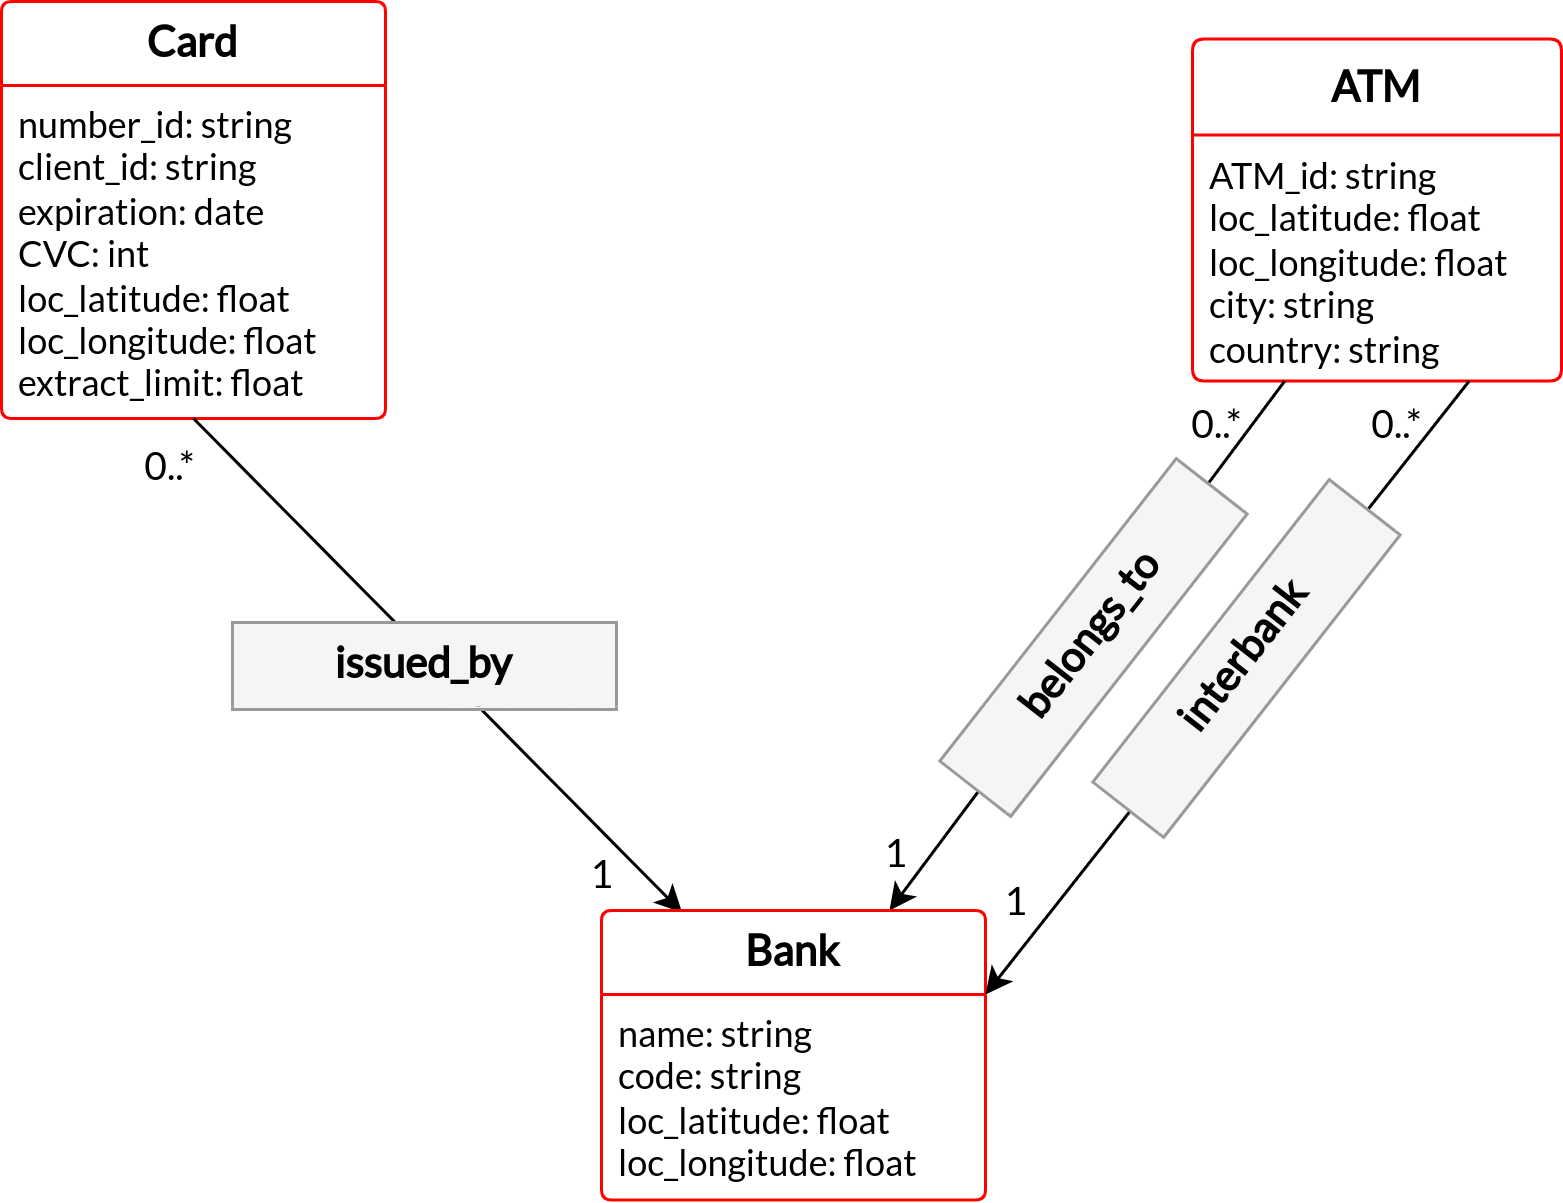 Card
number_id: string
client_id: string
expiration: date
CVC: int
loc_latitude: float
loc_longitude: float
extract_limit: float
ATM
ATM_id: string
loc_latitude: float
loc_longitude: float
city: string
country: string
0..*
0..*
0..*
issued_by
belongs_to
interbank
1
1
1
Bank
name: string
code: string
loc_latitude: float
loc_longitude: float